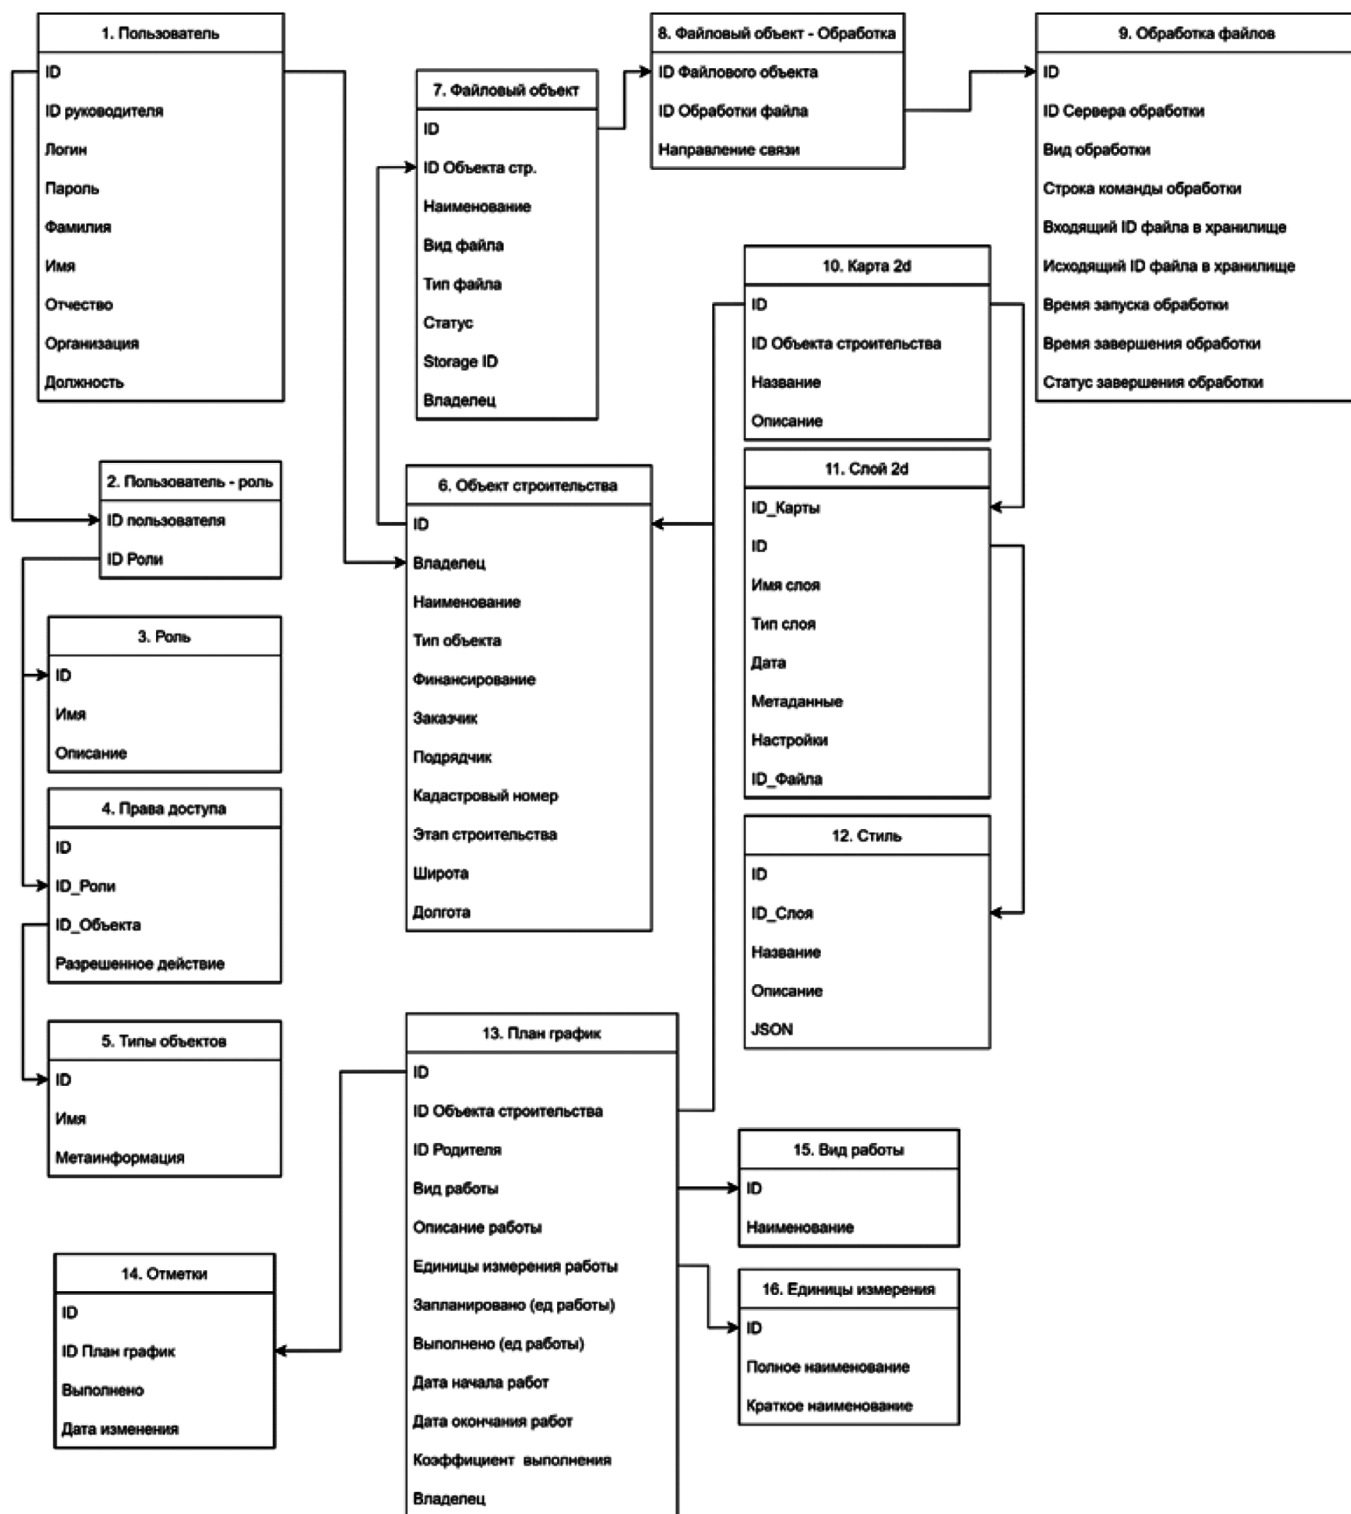 1. Пользователь
ID
ID руководителя
Логин
Пароль
Фамилия
Имя
Отчество
Организация
Должность
2. Пользователь - роль
ID пользователя
ID Роли
3. Роль
ID
Имя
Описание
4. Права доступа
ID
ID_Роли
ID_Объекта
Разрешенное действие
5. Типы объектов
ID
Имя
Метаинформация
6. Объект строительства
ID
Владелец
Наименование
Тип объекта
Финансирование
Заказчик
Подрядчик
Кадастровый номер
Этап строительства
Широта
Долгота
7. Файловый объект
ID
ID Объекта стр.
Наименование
Вид файла
Тип файла
Статус
Storage ID
Владелец
8. Файловый объект - Обработка
ID Файлового объекта
ID Обработки файла
Направление связи
9. Обработка файлов
ID
ID Сервера обработки
Вид обработки
Строка команды обработки
Входящий ID файла в хранилище
Исходящий ID файла в хранилище
Время запуска обработки
Время завершения обработки
Статус завершения обработки
10. Карта 2d
ID
ID Объекта строительства
Название
Описание
11. Слой 2d
ID_Карты
ID
Имя слоя
Тип слоя
Дата
Метаданные
Настройки
ID_Файла
12. Стиль
ID
ID_Слоя
Название
Описание
JSON
13. План график
ID
ID Объекта строительства
ID Родителя
Вид работы
Описание работы
Единицы измерения работы
Запланировано (ед работы)
Выполнено (ед работы)
Дата начала работ
Дата окончания работ
Коэффициент выполнения
Владелец
14. Отметки
ID
ID План график
Выполнено
Дата изменения
15. Вид работы
ID
Наименование
16. Единицы измерения
ID
Полное наименование
Краткое наименование